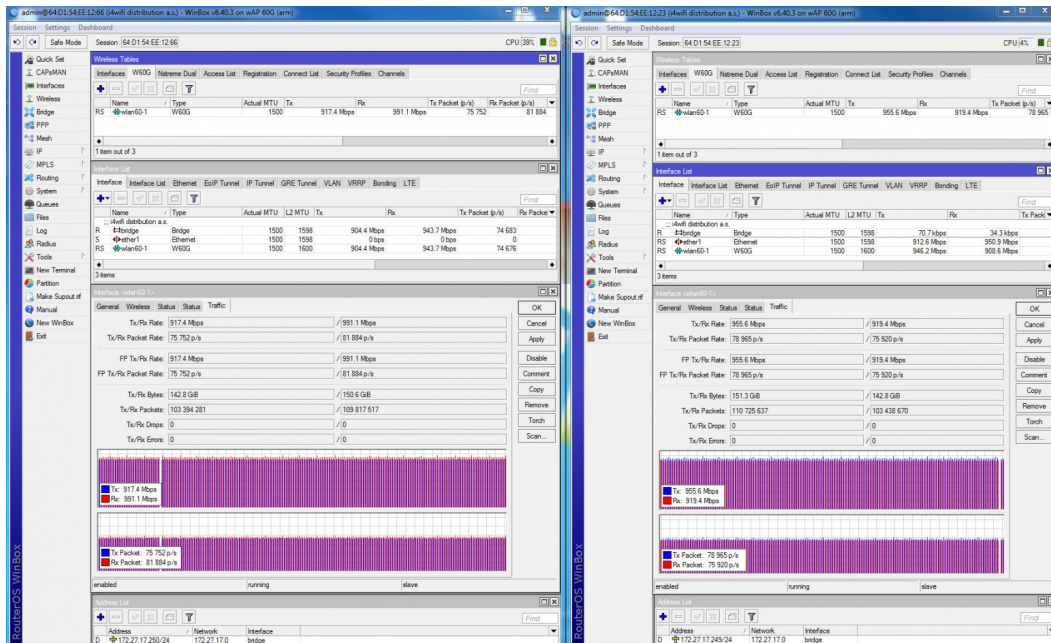 admin@64:D1:54:EE:12:66 (i4wifi distribution a.s.) - WinBox v6.40.3 on wAP 60G (arm)
Session Settings Dashboard
Safe Mode Session: 64:D1:54:EE:12:66 CPU: 39%
Quick Set
CAPsMAN
Interfaces
Wireless
Bridge
PPP
Mesh
IP
MPLS
Routing
System
Queues
Files
Log
Radius
Tools
New Terminal
Partition
Make Supout.rif
Manual
New WinBox
Exit
RouterOS WinBox
Wireless Tables
Interfaces W60G Nstreme Dual Access List Registration Connect List Security Profiles Channels
Find
Name / Type Actual MTU Tx Rx Tx Packet (p/s) Rx Packet (p/s)
RS wlan60-1 W60G 1500 917.4 Mbps 991.1 Mbps 75 752 81 884
1 item out of 3
Interface List
Interface Interface List Ethernet EoIP Tunnel IP Tunnel GRE Tunnel VLAN VRRP Bonding LTE
Find
Name / Type Actual MTU L2 MTU Tx Rx Tx Packet (p/s) Rx Packe
;;; i4wifi distribution a.s.
R bridge Bridge 1500 1598 904.4 Mbps 943.7 Mbps 74 683
S ether1 Ethernet 1500 1598 0 bps 0 bps 0
RS wlan60-1 W60G 1500 1600 904.4 Mbps 943.7 Mbps 74 676
3 items
Interface <wlan60-1>
General Wireless Status Status Traffic
OK
Cancel
Apply
Disable
Comment
Copy
Remove
Torch
Scan...
Tx/Rx Rate: 917.4 Mbps / 991.1 Mbps
Tx/Rx Packet Rate: 75 752 p/s / 81 884 p/s
FP Tx/Rx Rate: 917.4 Mbps / 991.1 Mbps
FP Tx/Rx Packet Rate: 75 752 p/s / 81 884 p/s
Tx/Rx Bytes: 142.8 GiB / 150.6 GiB
Tx/Rx Packets: 103 394 281 / 109 817 517
Tx/Rx Drops: 0 / 0
Tx/Rx Errors: 0 / 0
Tx: 917.4 Mbps
Rx: 991.1 Mbps
Tx Packet: 75 752 p/s
Rx Packet: 81 884 p/s
enabled running slave
Address List
Find
Address / Network Interface
D 172.27.17.250/24 172.27.17.0 bridge
admin@64:D1:54:EE:12:23 (i4wifi distribution a.s.) - WinBox v6.40.3 on wAP 60G (arm)
Session Settings Dashboard
Safe Mode Session: 64:D1:54:EE:12:23 CPU: 4%
Quick Set
CAPsMAN
Interfaces
Wireless
Bridge
PPP
Mesh
IP
MPLS
Routing
System
Queues
Files
Log
Radius
Tools
New Terminal
Partition
Make Supout.rif
Manual
New WinBox
Exit
RouterOS WinBox
Wireless Tables
Interfaces W60G Nstreme Dual Access List Registration Connect List Security Profiles Channels
Find
Name / Type Actual MTU Tx Rx Tx Packet (p/s)
RS wlan60-1 W60G 1500 955.6 Mbps 919.4 Mbps 78 965
1 item out of 3
Interface List
Interface Interface List Ethernet EoIP Tunnel IP Tunnel GRE Tunnel VLAN VRRP Bonding LTE
Find
Name / Type Actual MTU L2 MTU Tx Rx Tx Pack
;;; i4wifi distribution a.s.
R bridge Bridge 1500 1598 70.7 kbps 34.3 kbps
RS ether1 Ethernet 1500 1598 912.6 Mbps 950.9 Mbps
RS wlan60-1 W60G 1500 1600 946.2 Mbps 908.6 Mbps
3 items
Interface <wlan60-1>
General Wireless Status Status Traffic
OK
Cancel
Apply
Disable
Comment
Copy
Remove
Torch
Scan...
Tx/Rx Rate: 955.6 Mbps / 919.4 Mbps
Tx/Rx Packet Rate: 78 965 p/s / 75 920 p/s
FP Tx/Rx Rate: 955.6 Mbps / 919.4 Mbps
FP Tx/Rx Packet Rate: 78 965 p/s / 75 920 p/s
Tx/Rx Bytes: 151.3 GiB / 142.8 GiB
Tx/Rx Packets: 110 725 637 / 103 438 670
Tx/Rx Drops: 0 / 0
Tx/Rx Errors: 0 / 0
Tx: 955.6 Mbps
Rx: 919.4 Mbps
Tx Packet: 78 965 p/s
Rx Packet: 75 920 p/s
enabled running slave
Address List
Find
Address / Network Interface
D 172.27.17.249/24 172.27.17.0 bridge